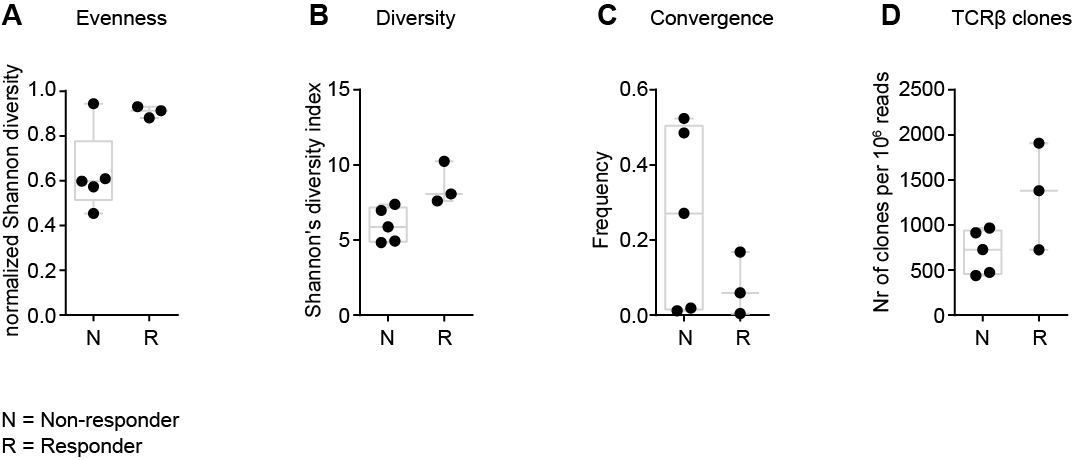 A Evenness
normalized Shannon diversity
1.0
0.8
0.6
0.4
0.2
0.0
N R
B Diversity
Shannon's diversity index
15
10
5
0
N R
C Convergence
Frequency
0.6
0.4
0.2
0.0
N R
D TCRβ clones
Nr of clones per 10⁶ reads
2500
2000
1500
1000
500
0
N R
N = Non-responder
R = Responder